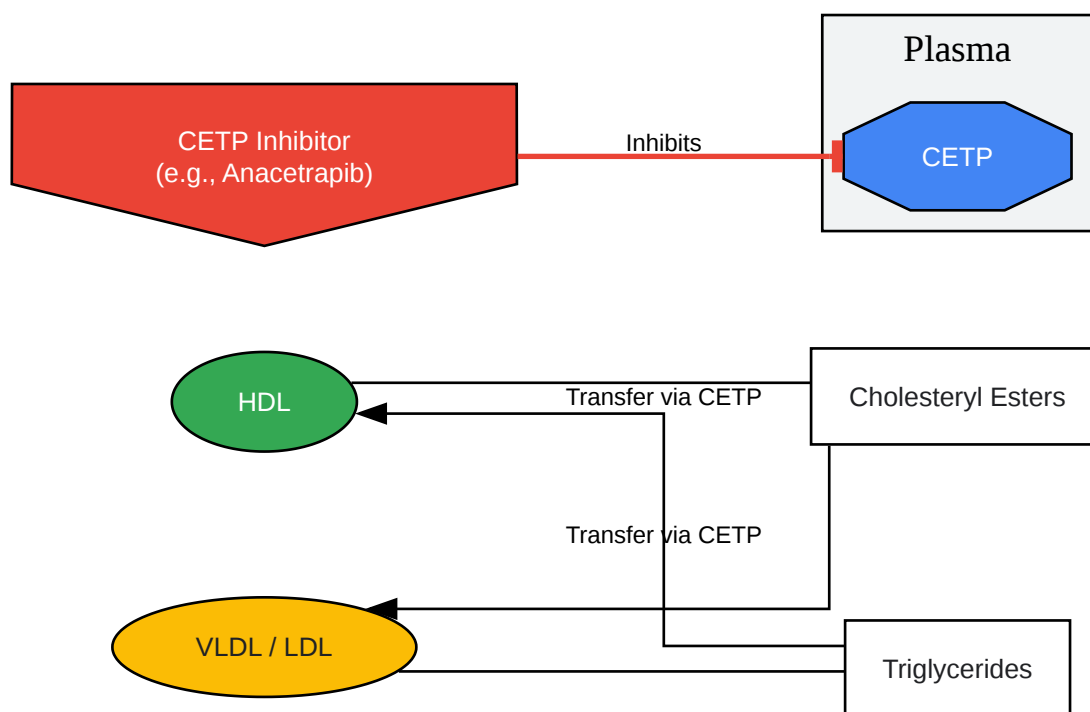 Plasma
CETP Inhibitor
(e.g., Anacetrapib)
Inhibits
CETP
HDL
Transfer via CETP
Cholesteryl Esters
Transfer via CETP
VLDL / LDL
Triglycerides